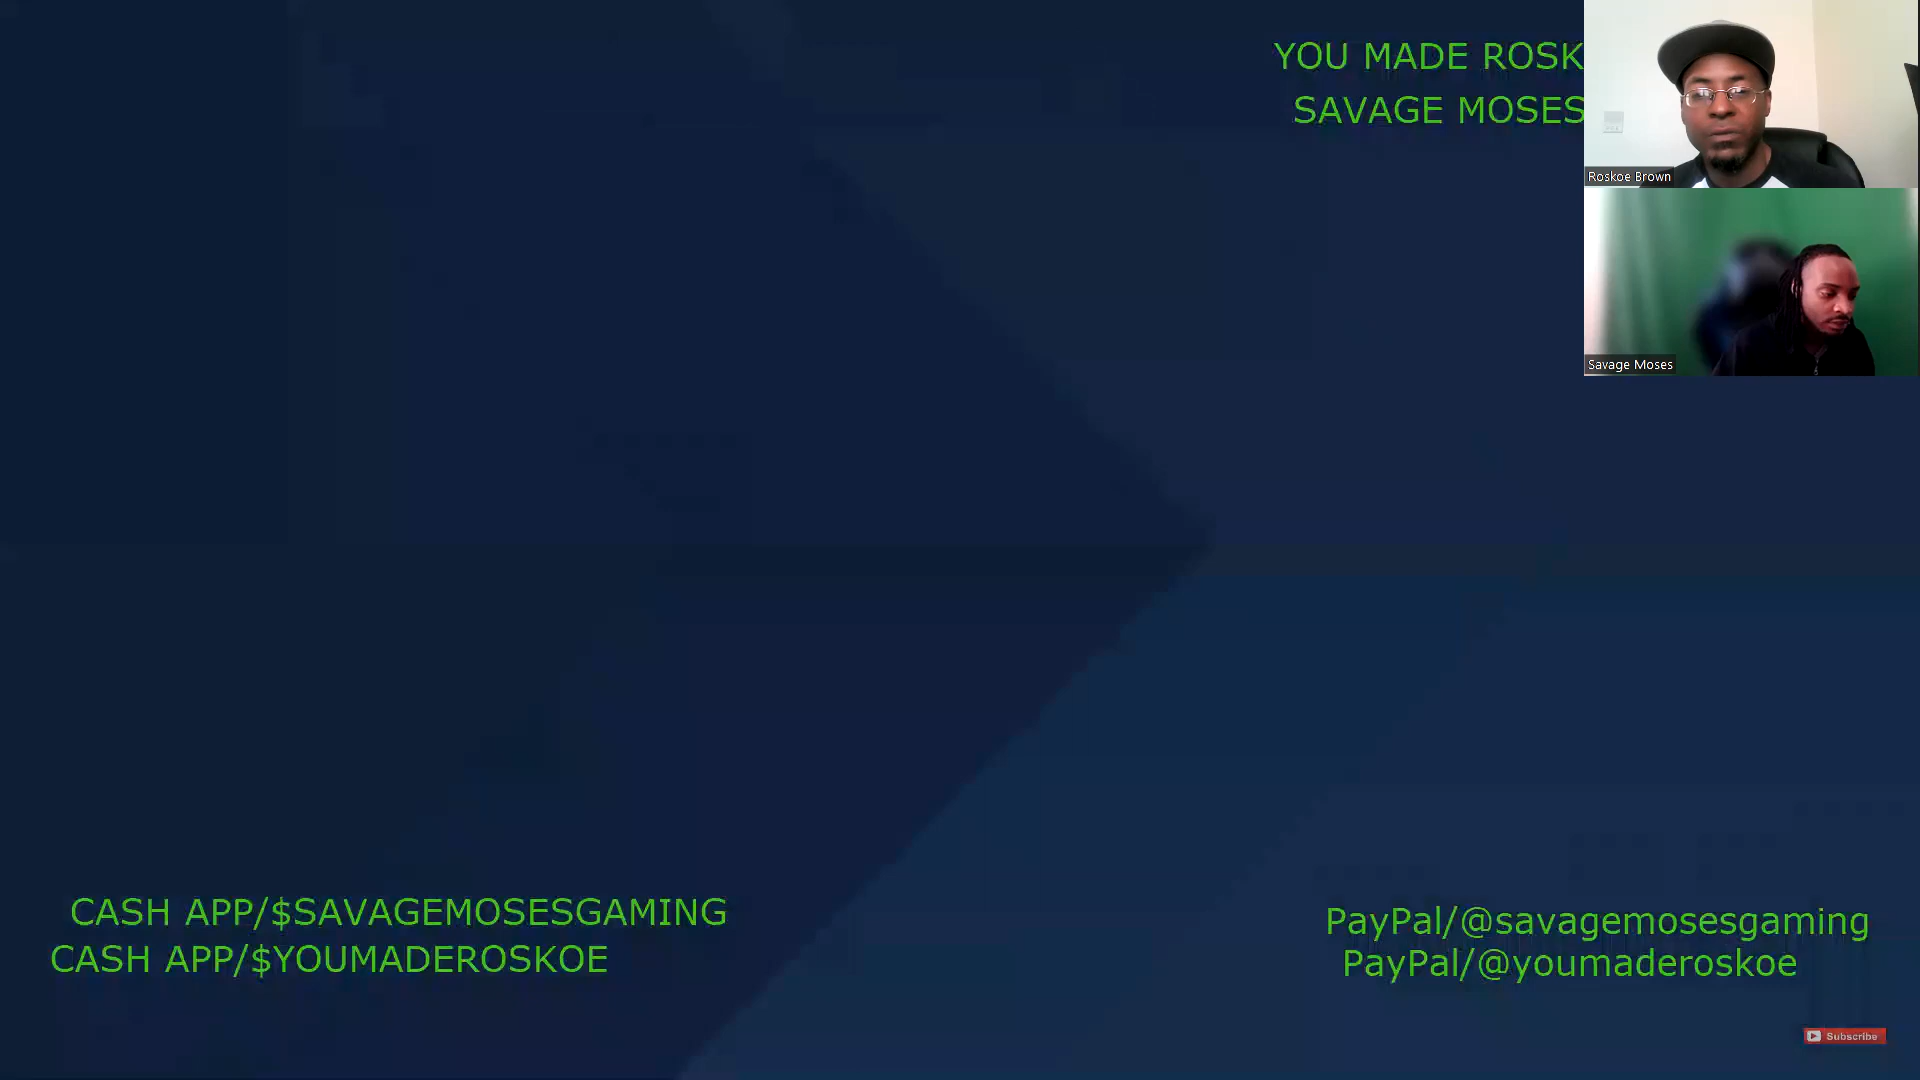 YOU MADE ROSK
SAVAGE MOSES
Roskoe Brown
Savage Moses
CASH APP/$SAVAGEMOSESGAMING
CASH APP/$YOUMADEROSKOE
PayPal/@savagemosesgaming
PayPal/@youmaderoskoe
Subscribe